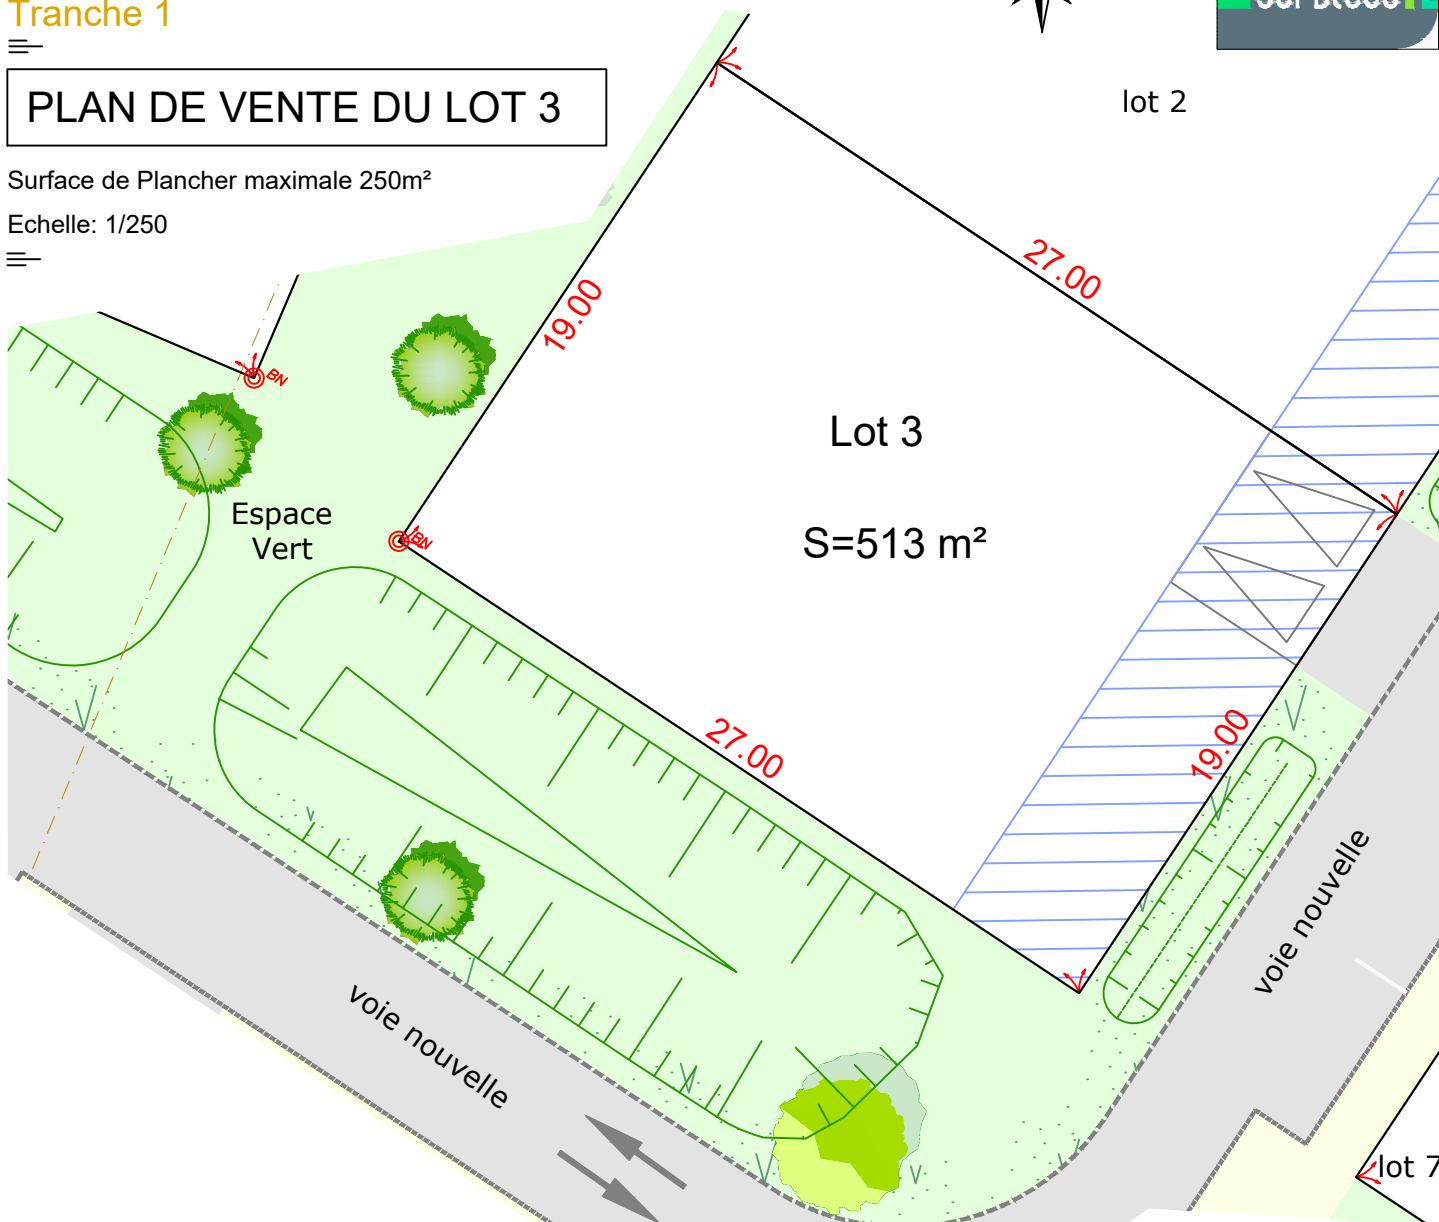 Tranche 1
PLAN DE VENTE DU LOT 3
Surface de Plancher maximale 250m²
Echelle: 1/250
lot 2
27.00
19.00
BN
Lot 3
Espace
Vert
BN
S=513 m²
27.00
19.00
voie nouvelle
voie nouvelle
lot 7